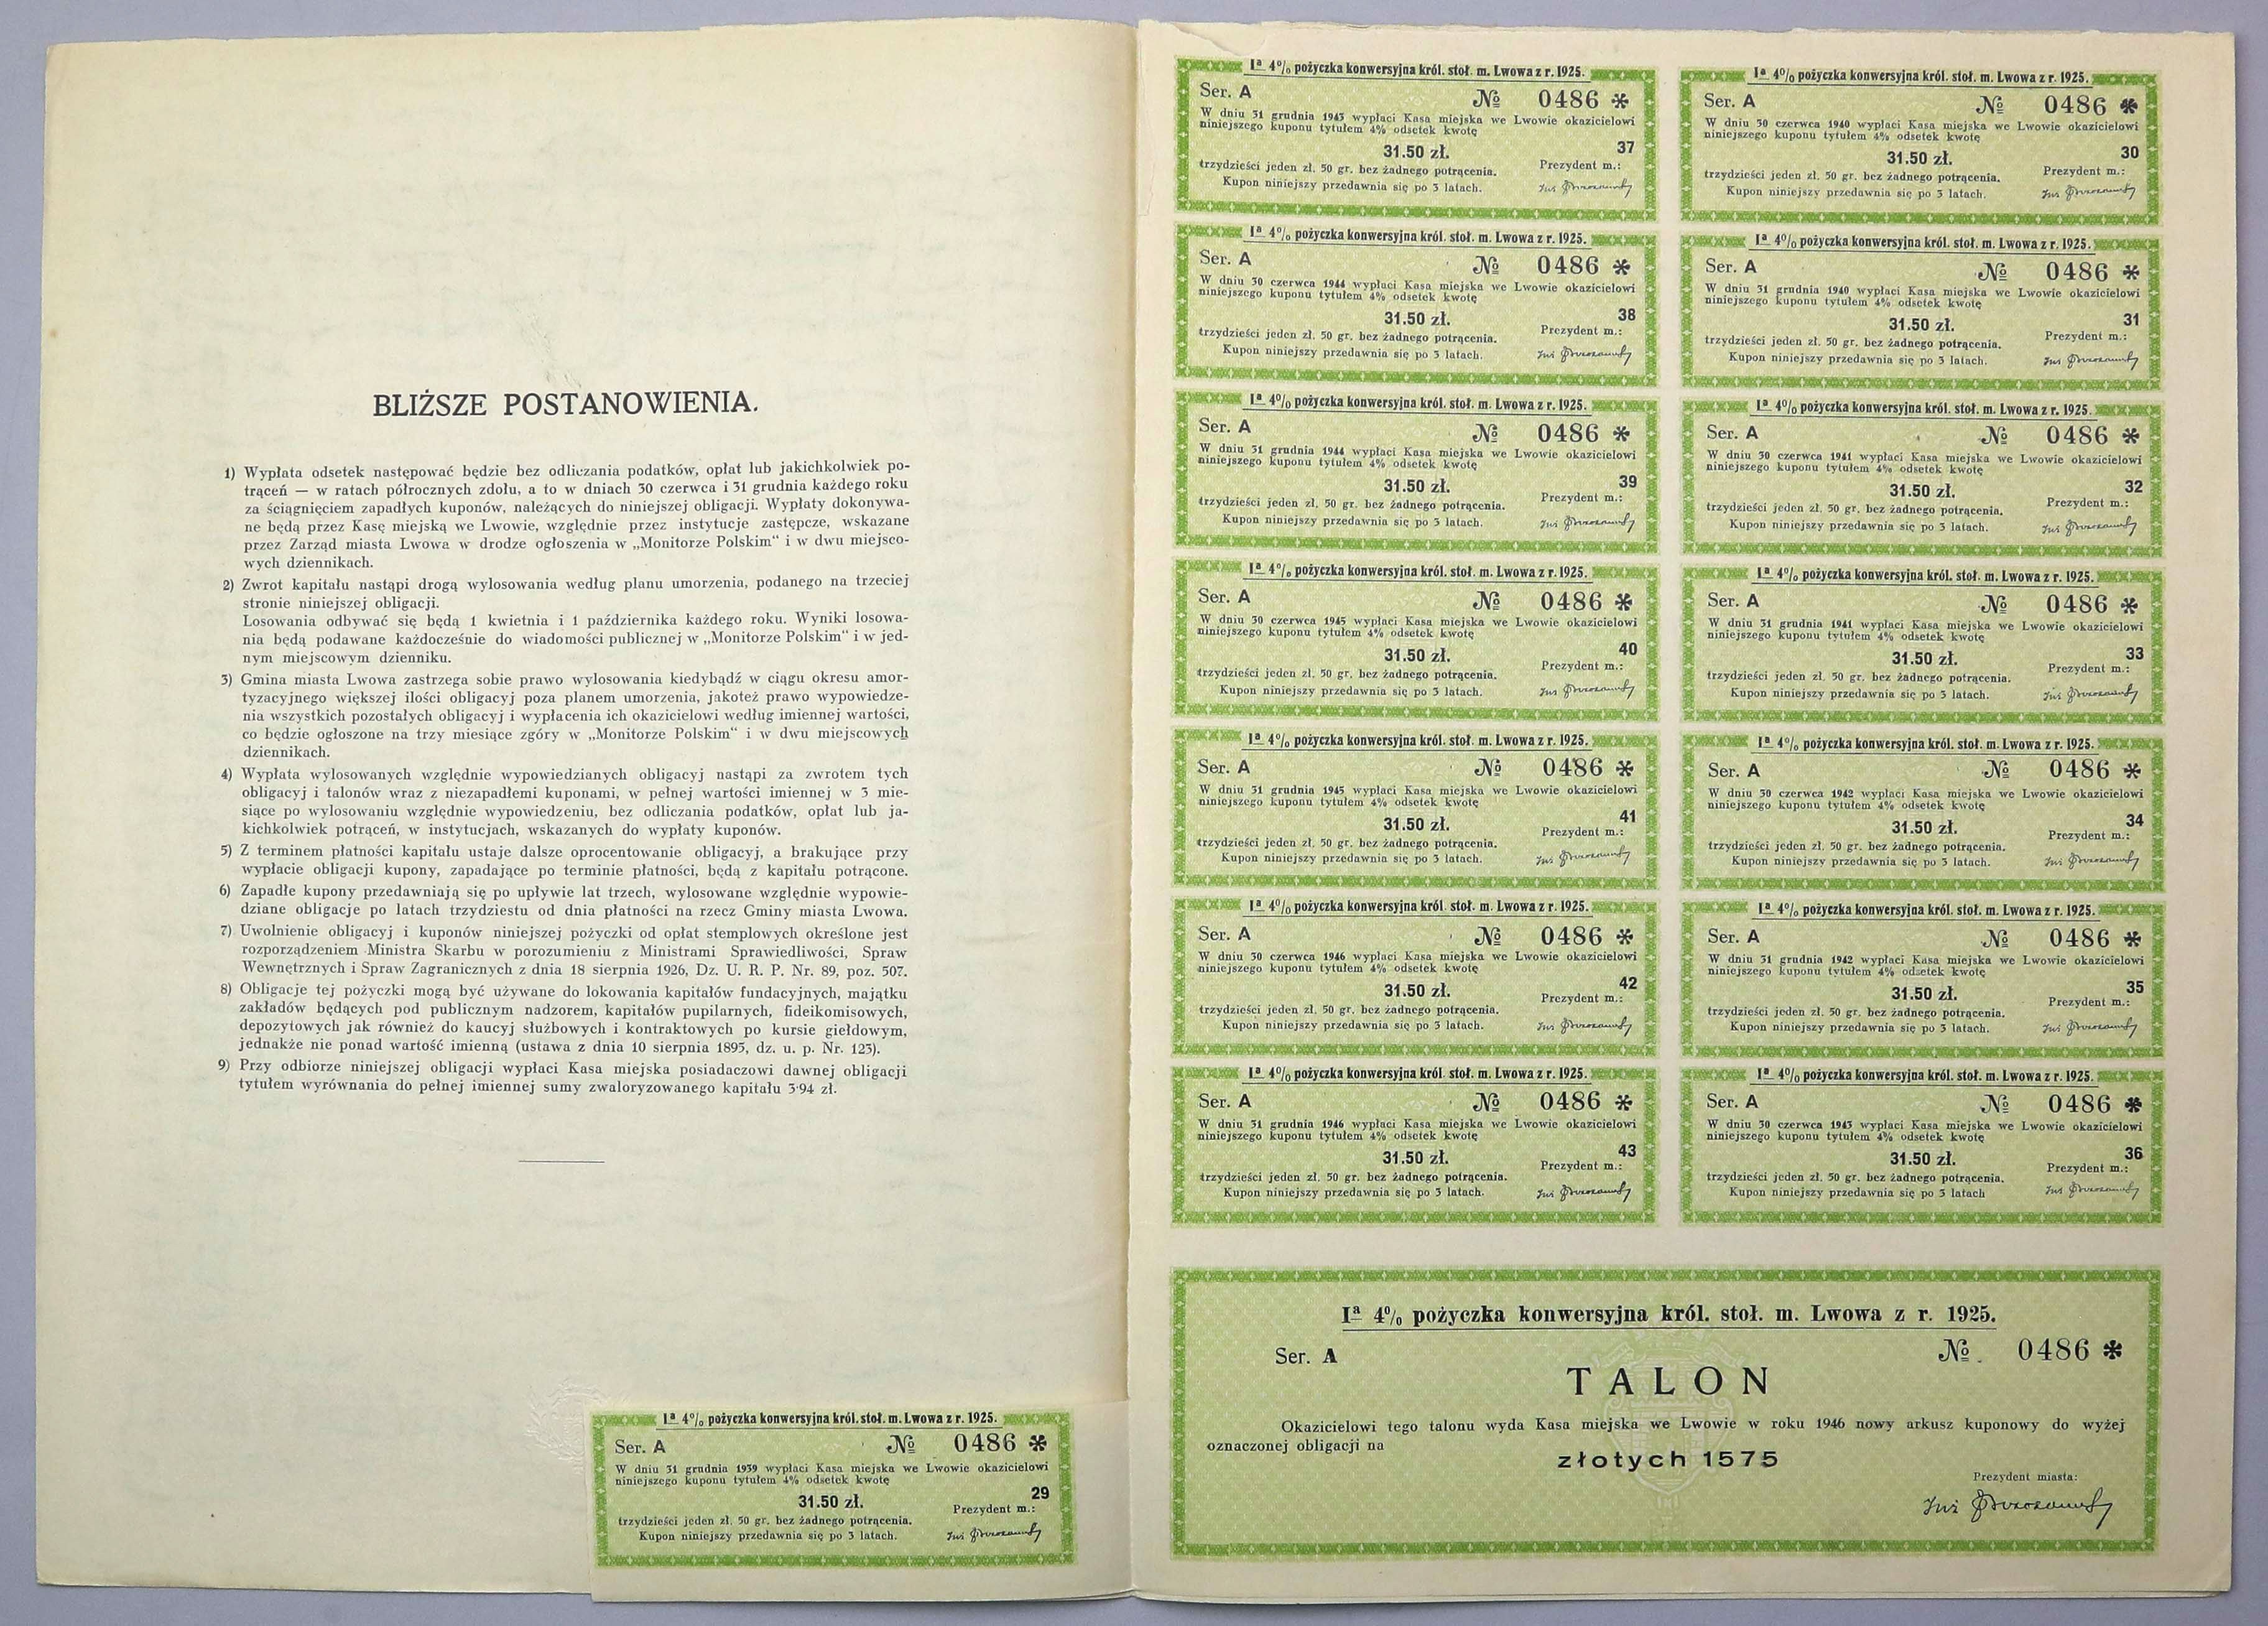 BLIŻSZE POSTANOWIENIA.
1) Wypłata odsetek następować będzie bez odliczania podatków, opłat lub jakichkolwiek po-
trąceń — w ratach półrocznych zdołu, a to w dniach 30 czerwca i 31 grudnia każdego roku
za ściągnięciem zapadłych kuponów, należących do niniejszej obligacji. Wypłaty dokonywa-
ne będą przez Kasę miejską we Lwowie, względnie przez instytucje zastępcze, wskazane
przez Zarząd miasta Lwowa w drodze ogłoszenia w „Monitorze Polskim“ i w dwu miejsco-
wych dziennikach.
2) Zwrot kapitału nastąpi drogą wylosowania według planu umorzenia, podanego na trzeciej
stronie niniejszej obligacji.
Losowania odbywać się będą 1 kwietnia i 1 października każdego roku. Wyniki losowa-
nia będą podawane każdocześnie do wiadomości publicznej w „Monitorze Polskim“ i w jed-
nym miejscowym dzienniku.
3) Gmina miasta Lwowa zastrzega sobie prawo wylosowania kiedybądź w ciągu okresu amor-
tyzacyjnego większej ilości obligacyj poza planem umorzenia, jakoteż prawo wypowiedze-
nia wszystkich pozostałych obligacyj i wypłacenia ich okazicielowi według imiennej wartości,
co będzie ogłoszone na trzy miesiące zgóry w „Monitorze Polskim“ i w dwu miejscowych
dziennikach.
4) Wypłata wylosowanych względnie wypowiedzianych obligacyj nastąpi za zwrotem tych
obligacyj i talonów wraz z niezapadłemi kuponami, w pełnej wartości imiennej w 3 mie-
siące po wylosowaniu względnie wypowiedzeniu, bez odliczania podatków, opłat lub ja-
kichkolwiek potrąceń, w instytucjach, wskazanych do wypłaty kuponów.
5) Z terminem płatności kapitału ustaje dalsze oprocentowanie obligacyj, a brakujące przy
wypłacie obligacji kupony, zapadające po terminie płatności, będą z kapitału potrącone.
6) Zapadłe kupony przedawniają się po upływie lat trzech, wylosowane względnie wypowie-
dziane obligacje po latach trzydziestu od dnia płatności na rzecz Gminy miasta Lwowa.
7) Uwolnienie obligacyj i kuponów niniejszej pożyczki od opłat stemplowych określone jest
rozporządzeniem Ministra Skarbu w porozumieniu z Ministrami Sprawiedliwości, Spraw
Wewnętrznych i Spraw Zagranicznych z dnia 18 sierpnia 1926, Dz. U. R. P. Nr. 89, poz. 507.
8) Obligacje tej pożyczki mogą być używane do lokowania kapitałów fundacyjnych, majątku
zakładów będących pod publicznym nadzorem, kapitałów pupilarnych, fideikomisowych,
depozytowych jak również do kaucyj służbowych i kontraktowych po kursie giełdowym,
jednakże nie ponad wartość imienną (ustawa z dnia 10 sierpnia 1895, dz. u. p. Nr. 123).
9) Przy odbiorze niniejszej obligacji wypłaci Kasa miejska posiadaczowi dawnej obligacji
tytułem wyrównania do pełnej imiennej sumy zwaloryzowanego kapitału 3·94 zł.
Iª 4% pożyczka konwersyjna król. stoł. m. Lwowa z r. 1925.
Ser. A № 0486 *
W dniu 31 grudnia 1939 wypłaci Kasa miejska we Lwowie okazicielowi
niniejszego kuponu tytułem 4% odsetek kwotę
31.50 zł. 29
trzydzieści jeden zł. 50 gr. bez żadnego potrącenia. Prezydent m.:
Kupon niniejszy przedawnia się po 3 latach.
Iª 4% pożyczka konwersyjna król. stoł. m. Lwowa z r. 1925.
Ser. A № 0486 *
W dniu 31 grudnia 1943 wypłaci Kasa miejska we Lwowie okazicielowi
niniejszego kuponu tytułem 4% odsetek kwotę
31.50 zł. 37
trzydzieści jeden zł. 50 gr. bez żadnego potrącenia. Prezydent m.:
Kupon niniejszy przedawnia się po 3 latach.
Iª 4% pożyczka konwersyjna król. stoł. m. Lwowa z r. 1925.
Ser. A № 0486 *
W dniu 30 czerwca 1944 wypłaci Kasa miejska we Lwowie okazicielowi
niniejszego kuponu tytułem 4% odsetek kwotę
31.50 zł. 38
trzydzieści jeden zł. 50 gr. bez żadnego potrącenia. Prezydent m.:
Kupon niniejszy przedawnia się po 3 latach.
Iª 4% pożyczka konwersyjna król. stoł. m. Lwowa z r. 1925.
Ser. A № 0486 *
W dniu 31 grudnia 1944 wypłaci Kasa miejska we Lwowie okazicielowi
niniejszego kuponu tytułem 4% odsetek kwotę
31.50 zł. 39
trzydzieści jeden zł. 50 gr. bez żadnego potrącenia. Prezydent m.:
Kupon niniejszy przedawnia się po 3 latach.
Iª 4% pożyczka konwersyjna król. stoł. m. Lwowa z r. 1925.
Ser. A № 0486 *
W dniu 30 czerwca 1945 wypłaci Kasa miejska we Lwowie okazicielowi
niniejszego kuponu tytułem 4% odsetek kwotę
31.50 zł. 40
trzydzieści jeden zł. 50 gr. bez żadnego potrącenia. Prezydent m.:
Kupon niniejszy przedawnia się po 3 latach.
Iª 4% pożyczka konwersyjna król. stoł. m. Lwowa z r. 1925.
Ser. A № 0486 *
W dniu 31 grudnia 1945 wypłaci Kasa miejska we Lwowie okazicielowi
niniejszego kuponu tytułem 4% odsetek kwotę
31.50 zł. 41
trzydzieści jeden zł. 50 gr. bez żadnego potrącenia. Prezydent m.:
Kupon niniejszy przedawnia się po 3 latach.
Iª 4% pożyczka konwersyjna król. stoł. m. Lwowa z r. 1925.
Ser. A № 0486 *
W dniu 30 czerwca 1946 wypłaci Kasa miejska we Lwowie okazicielowi
niniejszego kuponu tytułem 4% odsetek kwotę
31.50 zł. 42
trzydzieści jeden zł. 50 gr. bez żadnego potrącenia. Prezydent m.:
Kupon niniejszy przedawnia się po 3 latach.
Iª 4% pożyczka konwersyjna król. stoł. m. Lwowa z r. 1925.
Ser. A № 0486 *
W dniu 31 grudnia 1946 wypłaci Kasa miejska we Lwowie okazicielowi
niniejszego kuponu tytułem 4% odsetek kwotę
31.50 zł. 43
trzydzieści jeden zł. 50 gr. bez żadnego potrącenia. Prezydent m.:
Kupon niniejszy przedawnia się po 3 latach.
Iª 4% pożyczka konwersyjna król. stoł. m. Lwowa z r. 1925.
Ser. A № 0486 *
W dniu 30 czerwca 1940 wypłaci Kasa miejska we Lwowie okazicielowi
niniejszego kuponu tytułem 4% odsetek kwotę
31.50 zł. 30
trzydzieści jeden zł. 50 gr. bez żadnego potrącenia. Prezydent m.:
Kupon niniejszy przedawnia się po 3 latach.
Iª 4% pożyczka konwersyjna król. stoł. m. Lwowa z r. 1925.
Ser. A № 0486 *
W dniu 31 grudnia 1940 wypłaci Kasa miejska we Lwowie okazicielowi
niniejszego kuponu tytułem 4% odsetek kwotę
31.50 zł. 31
trzydzieści jeden zł. 50 gr. bez żadnego potrącenia. Prezydent m.:
Kupon niniejszy przedawnia się po 3 latach.
Iª 4% pożyczka konwersyjna król. stoł. m. Lwowa z r. 1925.
Ser. A № 0486 *
W dniu 30 czerwca 1941 wypłaci Kasa miejska we Lwowie okazicielowi
niniejszego kuponu tytułem 4% odsetek kwotę
31.50 zł. 32
trzydzieści jeden zł. 50 gr. bez żadnego potrącenia. Prezydent m.:
Kupon niniejszy przedawnia się po 3 latach.
Iª 4% pożyczka konwersyjna król. stoł. m. Lwowa z r. 1925.
Ser. A № 0486 *
W dniu 31 grudnia 1941 wypłaci Kasa miejska we Lwowie okazicielowi
niniejszego kuponu tytułem 4% odsetek kwotę
31.50 zł. 33
trzydzieści jeden zł. 50 gr. bez żadnego potrącenia. Prezydent m.:
Kupon niniejszy przedawnia się po 3 latach.
Iª 4% pożyczka konwersyjna król. stoł. m. Lwowa z r. 1925.
Ser. A № 0486 *
W dniu 30 czerwca 1942 wypłaci Kasa miejska we Lwowie okazicielowi
niniejszego kuponu tytułem 4% odsetek kwotę
31.50 zł. 34
trzydzieści jeden zł. 50 gr. bez żadnego potrącenia. Prezydent m.:
Kupon niniejszy przedawnia się po 3 latach.
Iª 4% pożyczka konwersyjna król. stoł. m. Lwowa z r. 1925.
Ser. A № 0486 *
W dniu 31 grudnia 1942 wypłaci Kasa miejska we Lwowie okazicielowi
niniejszego kuponu tytułem 4% odsetek kwotę
31.50 zł. 35
trzydzieści jeden zł. 50 gr. bez żadnego potrącenia. Prezydent m.:
Kupon niniejszy przedawnia się po 3 latach.
Iª 4% pożyczka konwersyjna król. stoł. m. Lwowa z r. 1925.
Ser. A № 0486 *
W dniu 30 czerwca 1943 wypłaci Kasa miejska we Lwowie okazicielowi
niniejszego kuponu tytułem 4% odsetek kwotę
31.50 zł. 36
trzydzieści jeden zł. 50 gr. bez żadnego potrącenia. Prezydent m.:
Kupon niniejszy przedawnia się po 3 latach
Iª 4% pożyczka konwersyjna król. stoł. m. Lwowa z r. 1925.
Ser. A № 0486 *
TALON
Okazicielowi tego talonu wyda Kasa miejska we Lwowie w roku 1946 nowy arkusz kuponowy do wyżej
oznaczonej obligacji na
złotych 1575
Prezydent miasta: